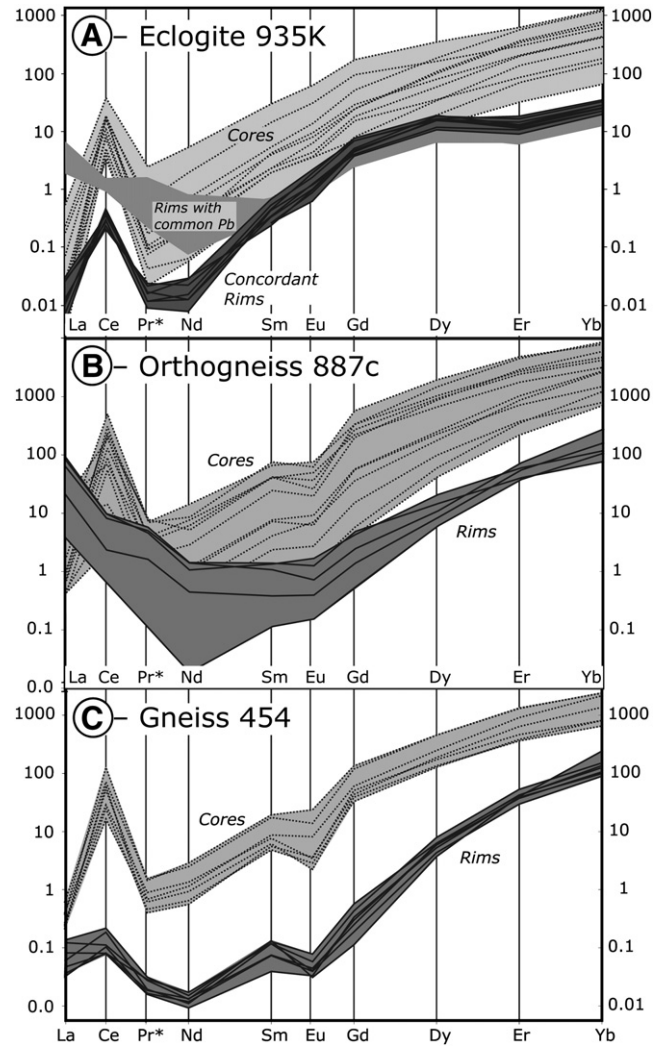 A – Eclogite 935K
1000
100
10
1
0.1
0.01
1000
100
10
1
0.1
0.01
Cores
Rims with
common Pb
Concordant
Rims
La Ce Pr* Nd Sm Eu Gd Dy Er Yb
B – Orthogneiss 887c
1000
100
10
1
0.1
0.0
1000
100
10
1
0.1
Cores
Rims
La Ce Pr* Nd Sm Eu Gd Dy Er Yb
C – Gneiss 454
1000
100
10
1
0.1
0.0
1000
100
10
1
0.1
0.01
Cores
Rims
La Ce Pr* Nd Sm Eu Gd Dy Er Yb